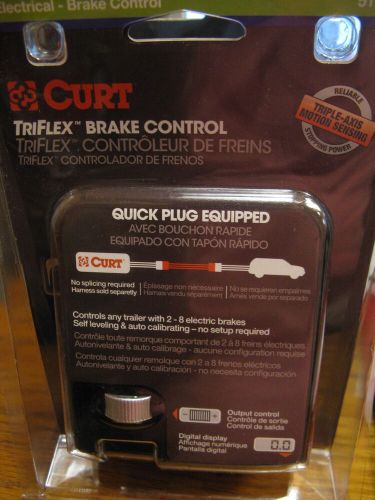 Electrical - Brake Control
CURT
TRIFLEX™ BRAKE CONTROL
TRIFLEX™ CONTRÔLEUR DE FREINS
TRIFLEX™ CONTROLADOR DE FRENOS
RELIABLE
TRIPLE-AXIS
MOTION SENSING
STOPPING POWER
QUICK PLUG EQUIPPED
AVEC BOUCHON RAPIDE
EQUIPADO CON TAPÓN RÁPIDO
CURT
No splicing required
Harness sold separetly
Épissage non nécessaire
Harnais vendu séparément
No se requieren empalmes
Arnés vende por separado
Controls any trailer with 2 - 8 electric brakes
Self leveling & auto calibrating – no setup required
Contrôle toute remorque comportant de 2 à 8 freins électriques
Autonivelante & auto calibrage - aucune configuration requise
Controla cualquier remolque con 2 a 8 frenos eléctricos
Autonivelante y auto calibración - no necesita configuración
Output control
Contrôle de sortie
Control de salids
Digital display
Affichage numérique
Pantalla digital
0.0